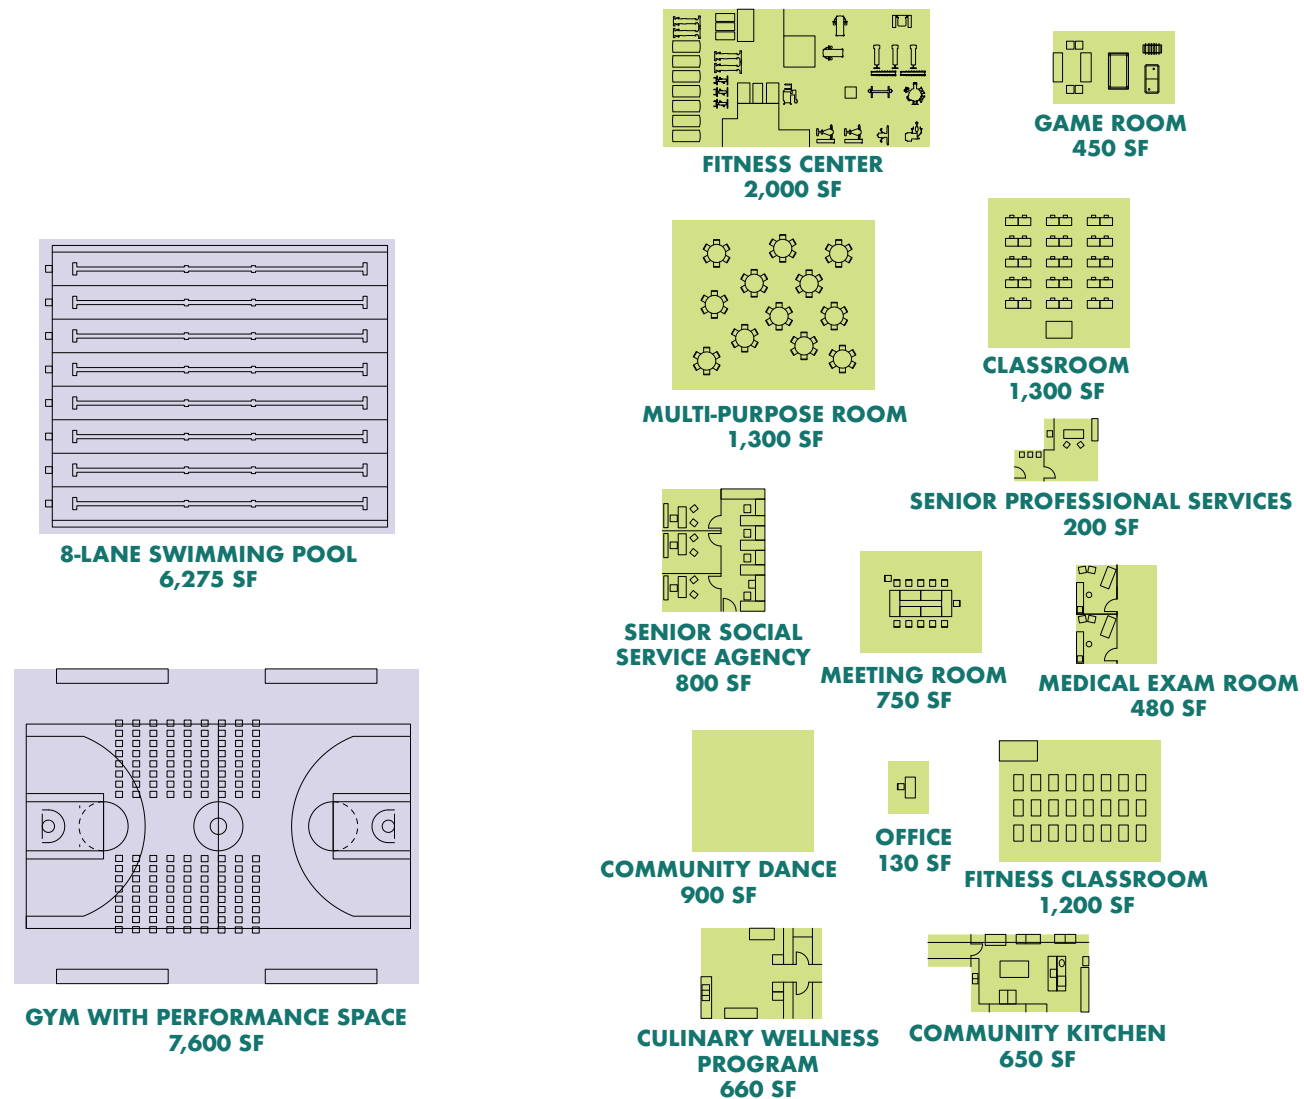 FITNESS CENTER
2,000 SF
GAME ROOM
450 SF
8-LANE SWIMMING POOL
6,275 SF
MULTI-PURPOSE ROOM
1,300 SF
CLASSROOM
1,300 SF
SENIOR PROFESSIONAL SERVICES
200 SF
SENIOR SOCIAL
SERVICE AGENCY
800 SF
MEETING ROOM
750 SF
MEDICAL EXAM ROOM
480 SF
GYM WITH PERFORMANCE SPACE
7,600 SF
COMMUNITY DANCE
900 SF
OFFICE
130 SF
FITNESS CLASSROOM
1,200 SF
CULINARY WELLNESS
PROGRAM
660 SF
COMMUNITY KITCHEN
650 SF